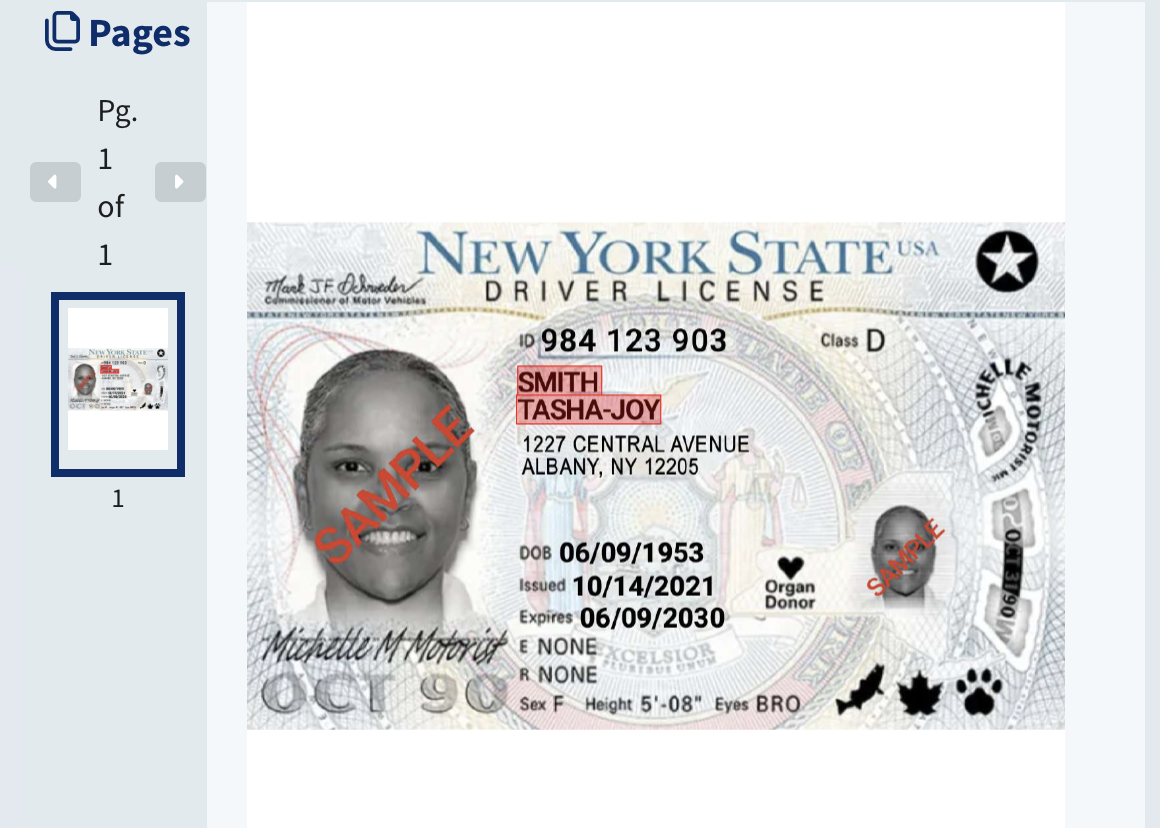 Pages
Pg.
1
of
1
1
NEW YORK STATE USA
DRIVER LICENSE
Mark J.F. Schroeder
Commissioner of Motor Vehicles
ID 984 123 903
Class D
SMITH
TASHA-JOY
1227 CENTRAL AVENUE
ALBANY, NY 12205
DOB 06/09/1953
Issued 10/14/2021
Expires 06/09/2030
E NONE
R NONE
Sex F Height 5'-08" Eyes BRO
Organ
Donor
SAMPLE
SAMPLE
Michelle M Motorist
OCT 90
EXCELSIOR
PLURIBUS UNUM
MICHELLE MOTORIST
OCT 31 90